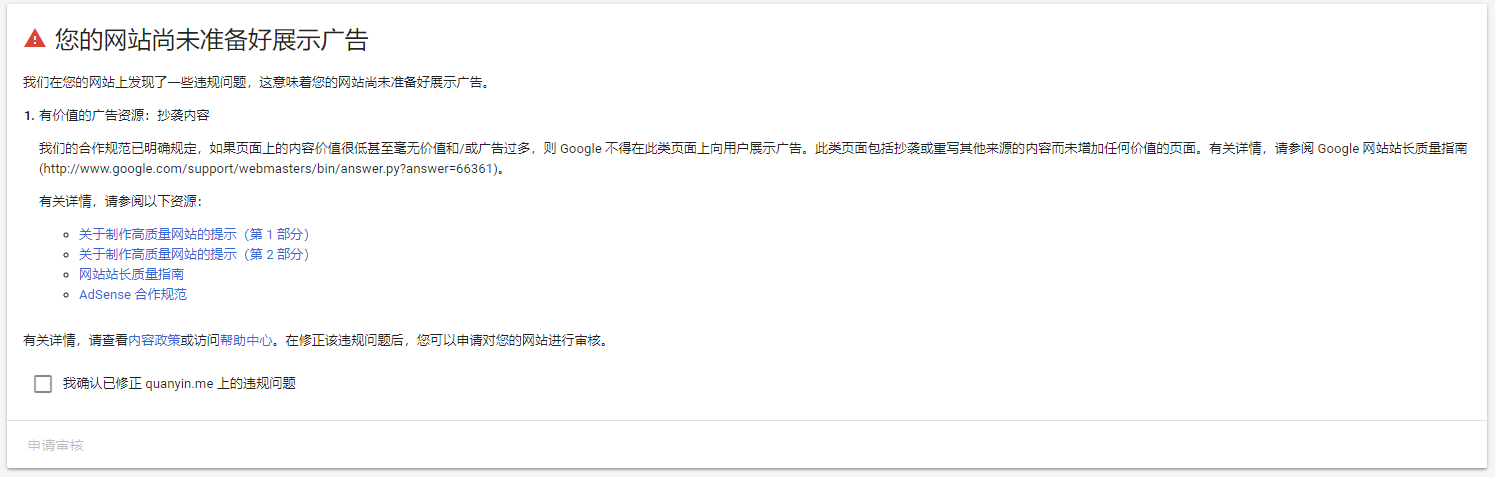 您的网站尚未准备好展示广告
我们在您的网站上发现了一些违规问题，这意味着您的网站尚未准备好展示广告。
1. 有价值的广告资源：抄袭内容
我们的合作规范已明确规定，如果页面上的内容价值很低甚至毫无价值和/或广告过多，则 Google 不得在此类页面上向用户展示广告。此类页面包括抄袭或重写其他来源的内容而未增加任何价值的页面。有关详情，请参阅 Google 网站站长质量指南
(http://www.google.com/support/webmasters/bin/answer.py?answer=66361)。
有关详情，请参阅以下资源：
关于制作高质量网站的提示（第 1 部分）
关于制作高质量网站的提示（第 2 部分）
网站站长质量指南
AdSense 合作规范
有关详情，请查看内容政策或访问帮助中心。在修正该违规问题后，您可以申请对您的网站进行审核。
我确认已修正 quanyin.me 上的违规问题
申请审核